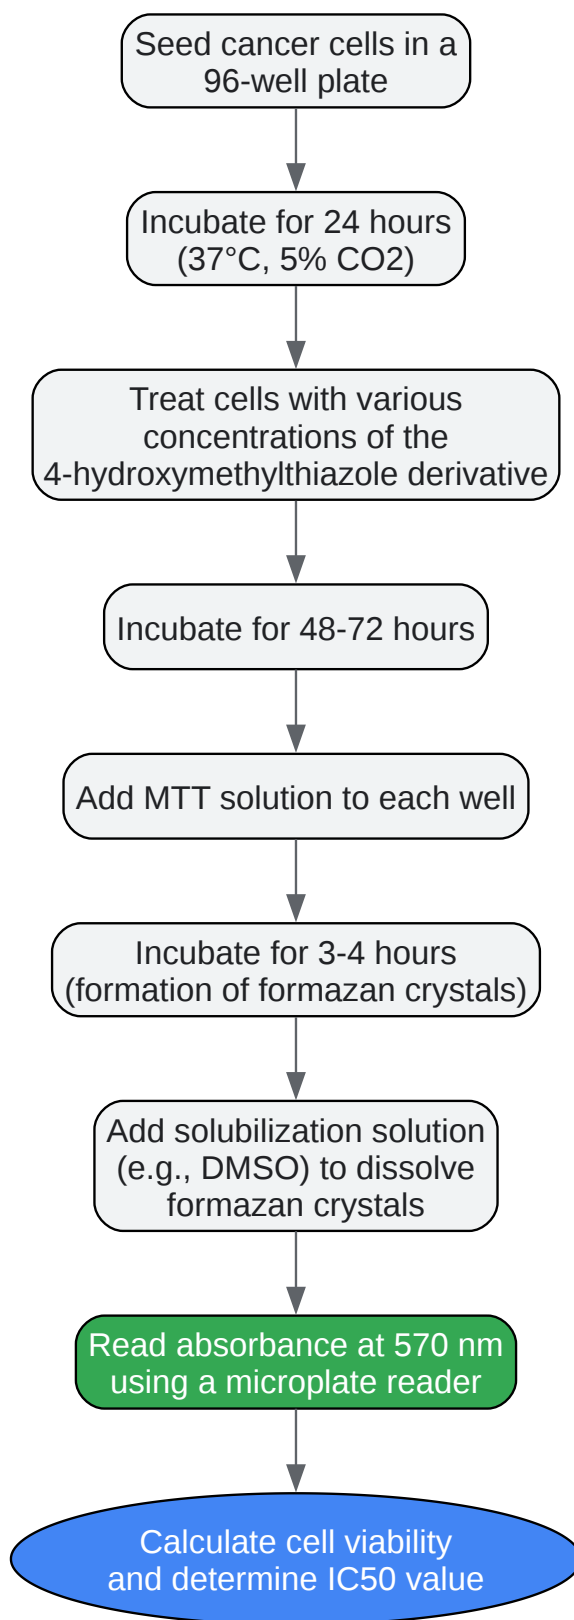 Seed cancer cells in a
96-well plate
Incubate for 24 hours
(37°C, 5% CO2)
Treat cells with various
concentrations of the
4-hydroxymethylthiazole derivative
Incubate for 48-72 hours
Add MTT solution to each well
Incubate for 3-4 hours
(formation of formazan crystals)
Add solubilization solution
(e.g., DMSO) to dissolve
formazan crystals
Read absorbance at 570 nm
using a microplate reader
Calculate cell viability
and determine IC50 value